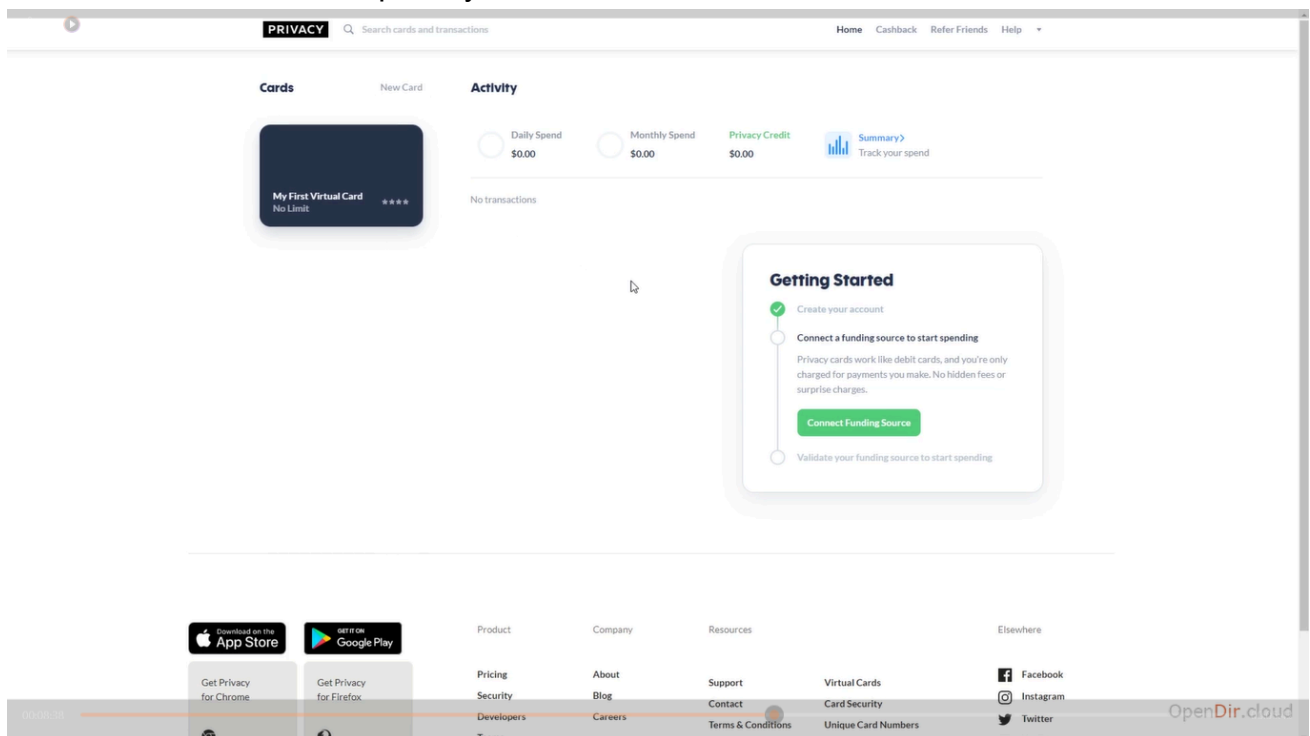 PRIVACY
Search cards and transactions
Home Cashback Refer Friends Help
Cards New Card
Activity
Daily Spend
$0.00
Monthly Spend
$0.00
Privacy Credit
$0.00
Summary>
Track your spend
My First Virtual Card
No Limit
****
No transactions
Getting Started
Create your account
Connect a funding source to start spending
Privacy cards work like debit cards, and you're only
charged for payments you make. No hidden fees or
surprise charges.
Connect Funding Source
Validate your funding source to start spending
Download on the
App Store
GET IT ON
Google Play
Get Privacy
for Chrome
Get Privacy
for Firefox
Product
Pricing
Security
Developers
Company
About
Blog
Careers
Resources
Support
Contact
Terms & Conditions
Virtual Cards
Card Security
Unique Card Numbers
Elsewhere
Facebook
Instagram
Twitter
OpenDir.cloud